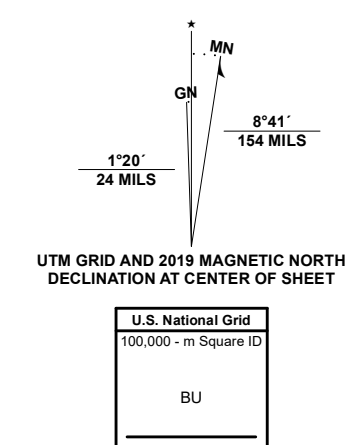 ★
MN
GN
8°41´
154 MILS
1°20´
24 MILS
UTM GRID AND 2019 MAGNETIC NORTH
DECLINATION AT CENTER OF SHEET
U.S. National Grid
100,000 - m Square ID
BU